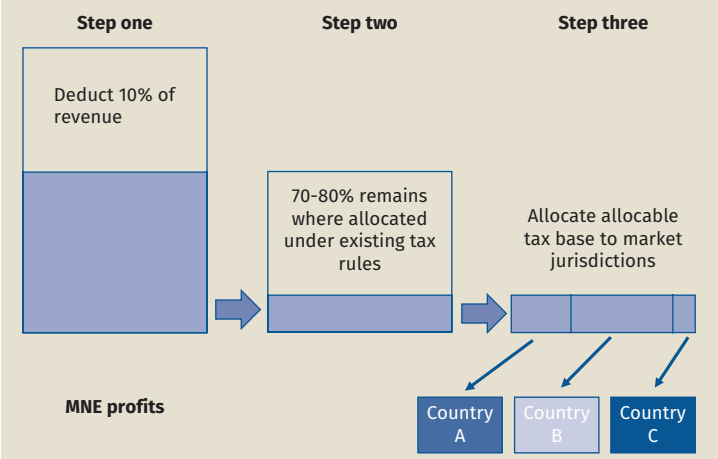 Step one
Step two
Step three
Deduct 10% of
revenue
70-80% remains
where allocated
under existing tax
rules
Allocate allocable
tax base to market
jurisdictions
MNE profits
Country
A
Country
B
Country
C